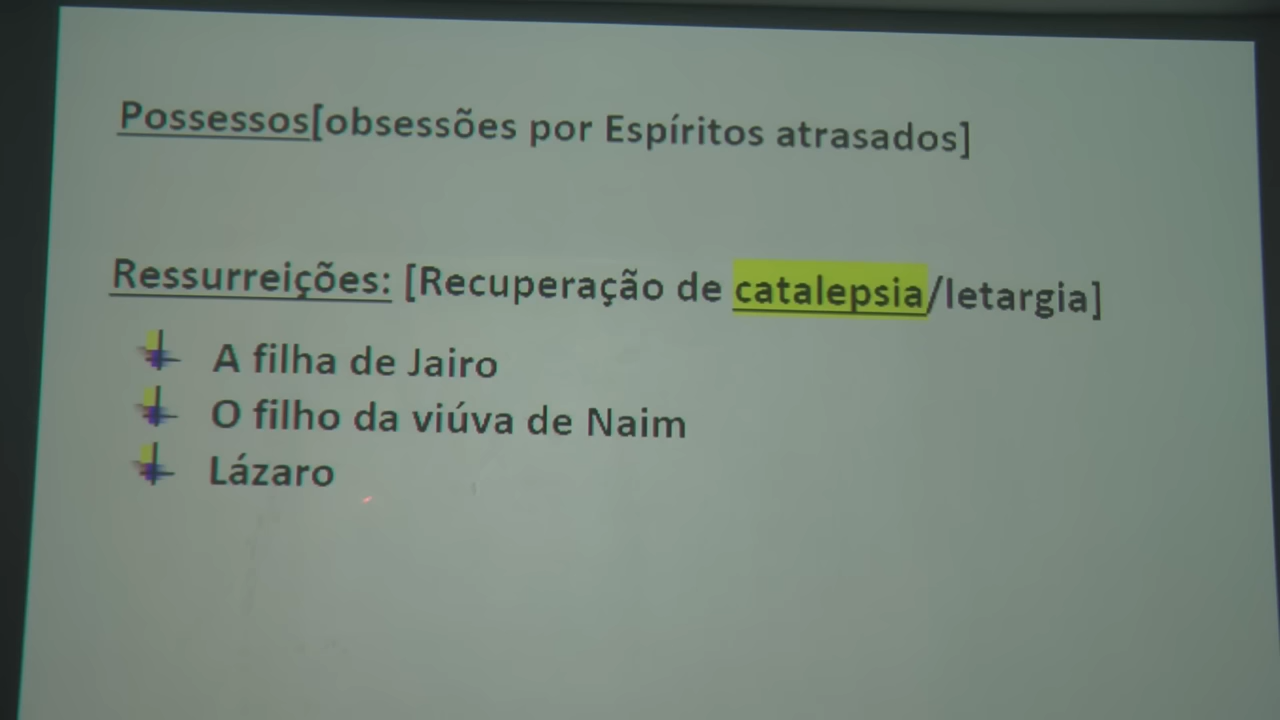 Possessos[obsessões por Espíritos atrasados]
Ressurreições: [Recuperação de catalepsia/letargia]
A filha de Jairo
O filho da viúva de Naim
Lázaro